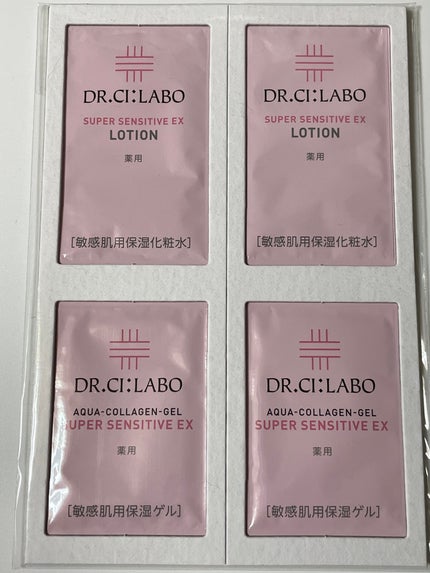 DR.CI:LABO
SUPER SENSITIVE EX
LOTION
薬用
[敏感肌用保湿化粧水]
DR.CI:LABO
SUPER SENSITIVE EX
LOTION
薬用
[敏感肌用保湿化粧水]
DR.CI:LABO
AQUA-COLLAGEN-GEL
SUPER SENSITIVE EX
薬用
[敏感肌用保湿ゲル]
DR.CI:LABO
AQUA-COLLAGEN-GEL
SUPER SENSITIVE EX
薬用
[敏感肌用保湿ゲル]